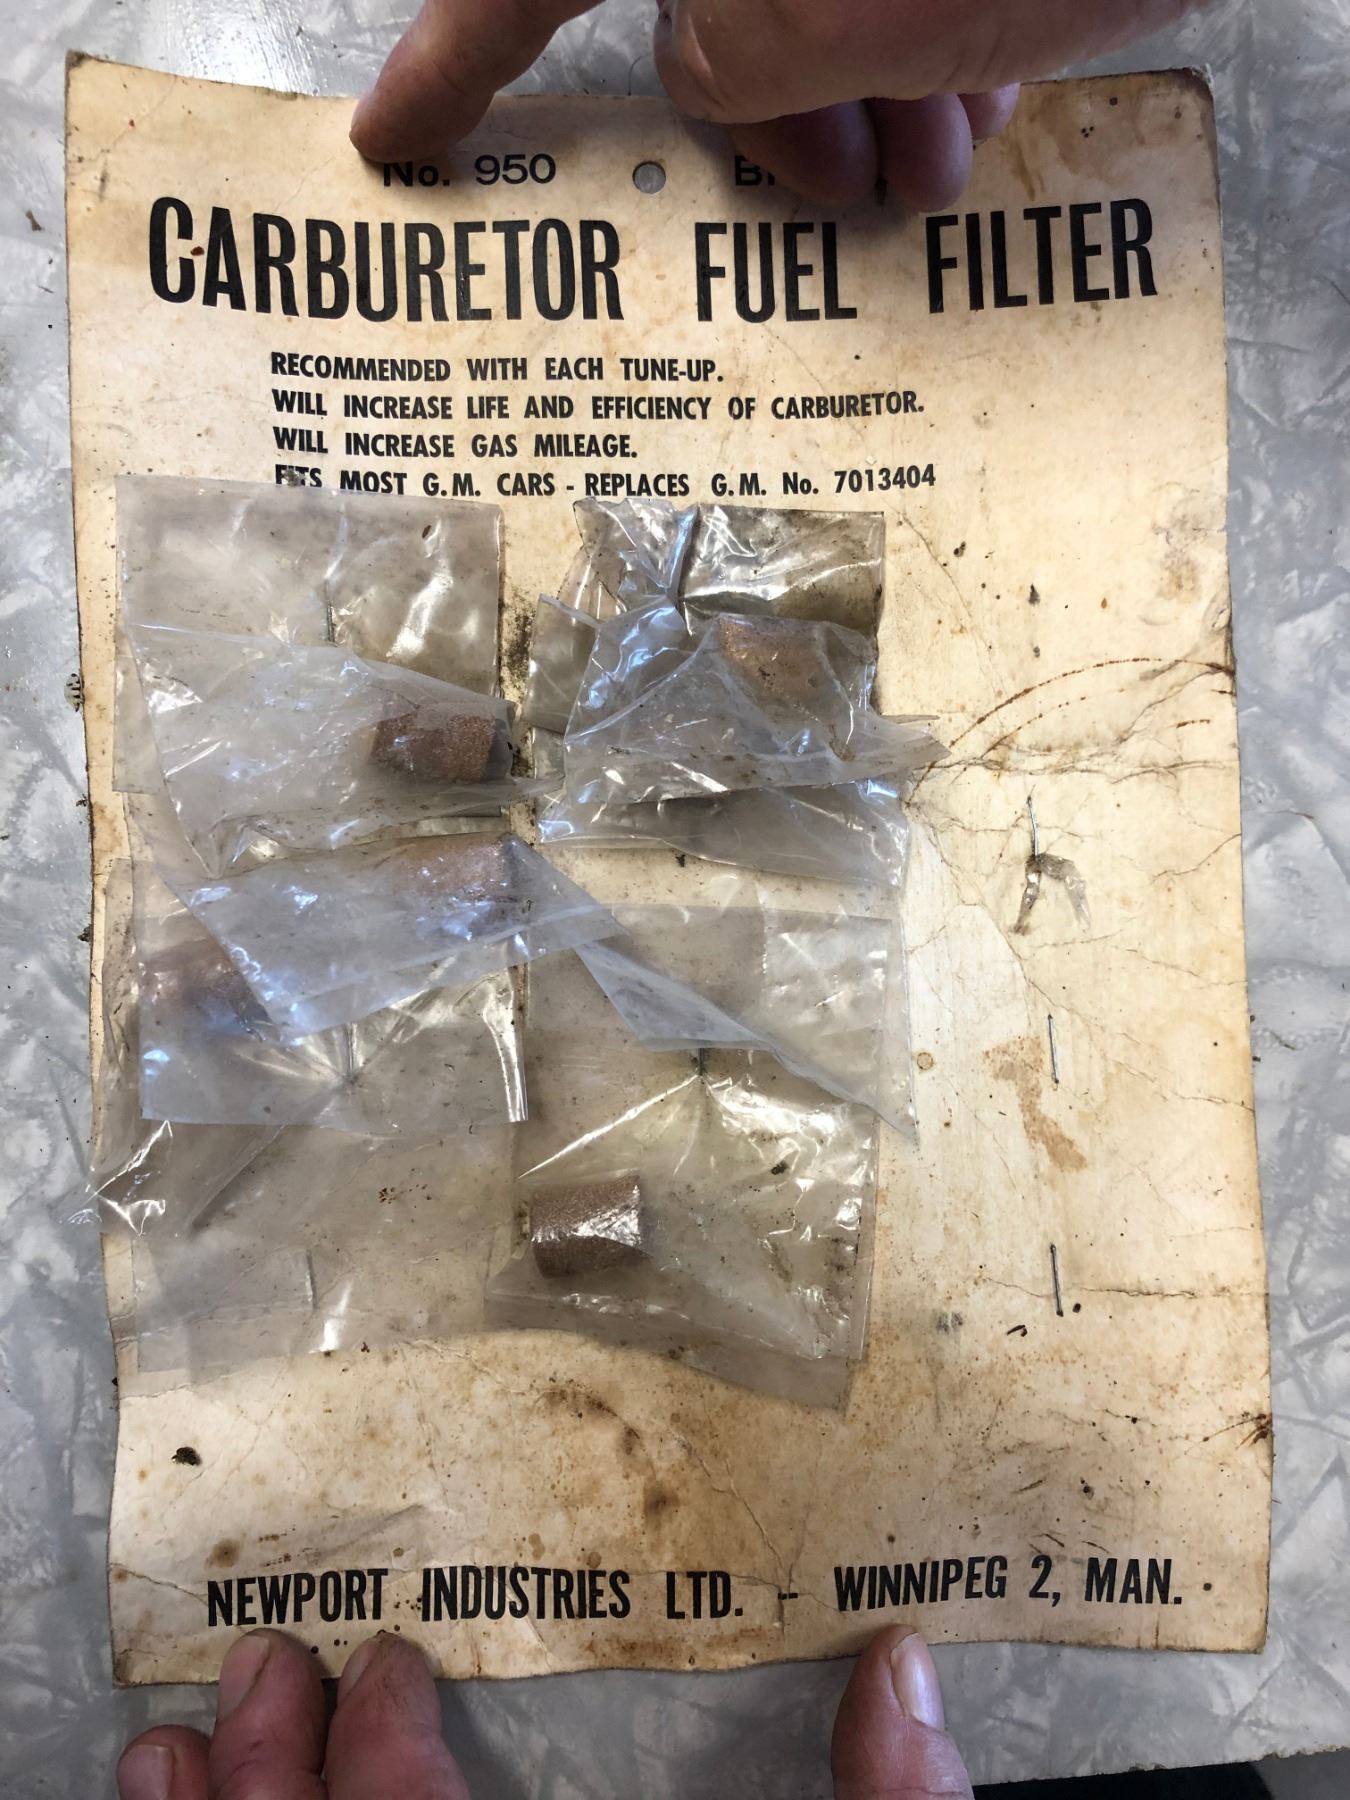 No. 950
CARBURETOR FUEL FILTER
RECOMMENDED WITH EACH TUNE-UP.
WILL INCREASE LIFE AND EFFICIENCY OF CARBURETOR.
WILL INCREASE GAS MILEAGE.
FITS MOST G.M. CARS - REPLACES G.M. No. 7013404
NEWPORT INDUSTRIES LTD. - WINNIPEG 2, MAN.